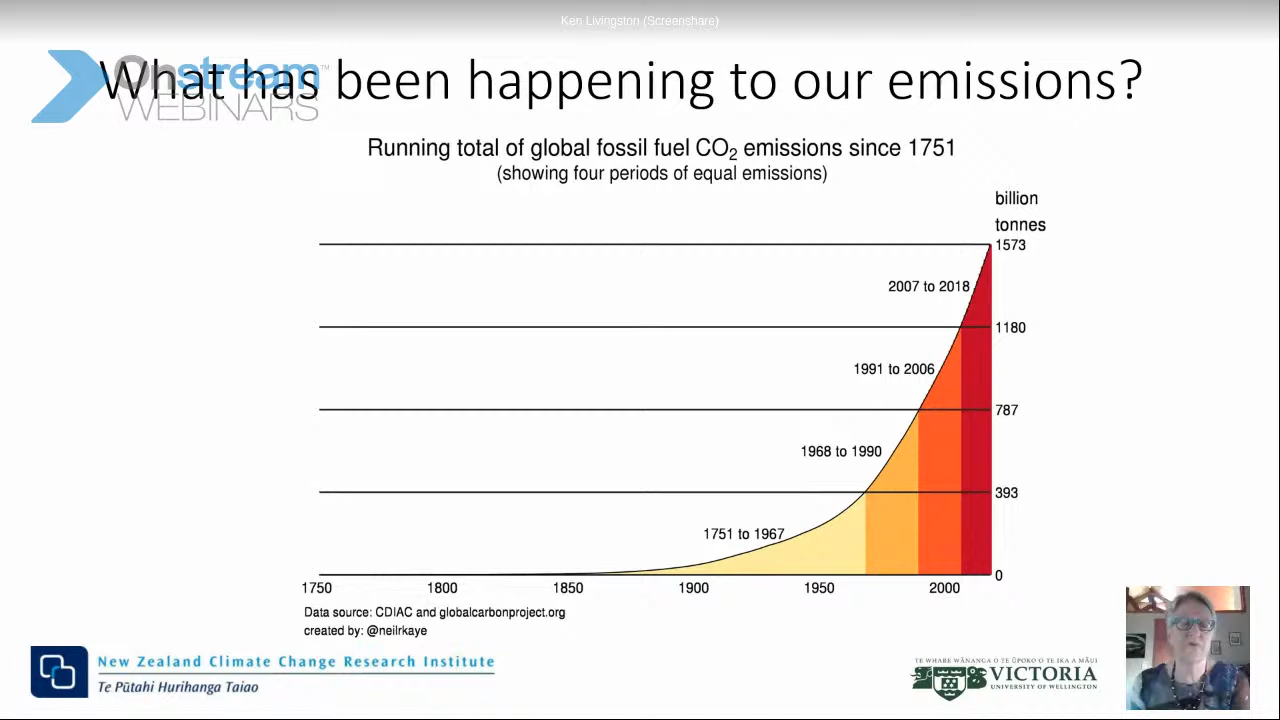 Ken Livingston (Screenshare)
Onstream™
WEBINARS
What has been happening to our emissions?
Running total of global fossil fuel CO₂ emissions since 1751
(showing four periods of equal emissions)
billion
tonnes
1573
2007 to 2018
1180
1991 to 2006
787
1968 to 1990
393
1751 to 1967
0
1750 1800 1850 1900 1950 2000
Data source: CDIAC and globalcarbonproject.org
created by: @neilrkaye
New Zealand Climate Change Research Institute
Te Pūtahi Hurihanga Taiao
TE WHARE WĀNANGA O TE ŪPOKO O TE IKA A MĀUI
VICTORIA
UNIVERSITY OF WELLINGTON